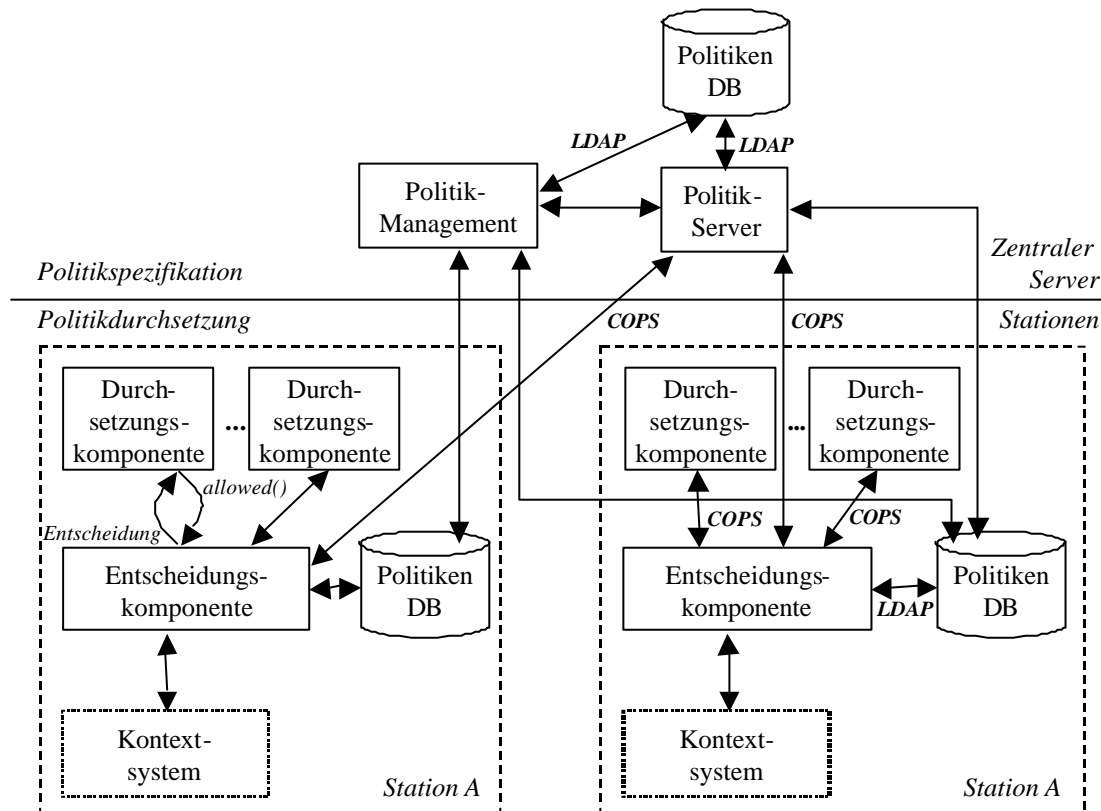 Politiken
DB
LDAP
LDAP
Politik-
Management
Politik-
Server
Politikspezifikation
Zentraler
Server
Politikdurchsetzung
COPS
COPS
Stationen
Durch-
setzungs-
komponente
...
Durch-
setzungs-
komponente
allowed()
Entscheidung
Entscheidungs-
komponente
Politiken
DB
Kontext-
system
Station A
Durch-
setzungs-
komponente
...
Durch-
setzungs-
komponente
COPS
COPS
Entscheidungs-
komponente
LDAP
Politiken
DB
Kontext-
system
Station A